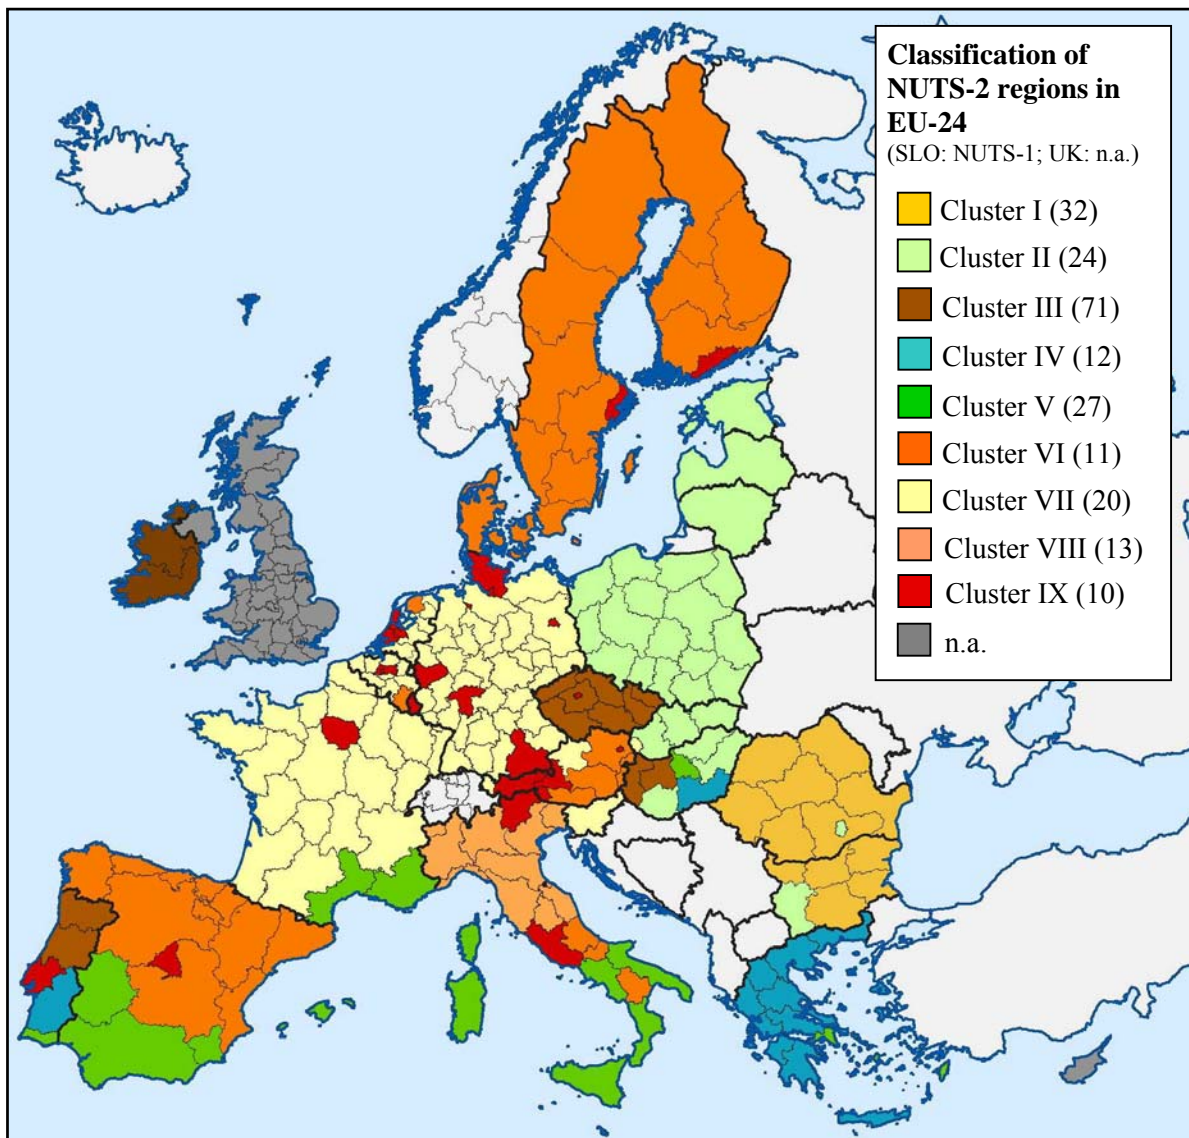 Classification of
NUTS-2 regions in
EU-24
(SLO: NUTS-1; UK: n.a.)
Cluster I (32)
Cluster II (24)
Cluster III (71)
Cluster IV (12)
Cluster V (27)
Cluster VI (11)
Cluster VII (20)
Cluster VIII (13)
Cluster IX (10)
n.a.